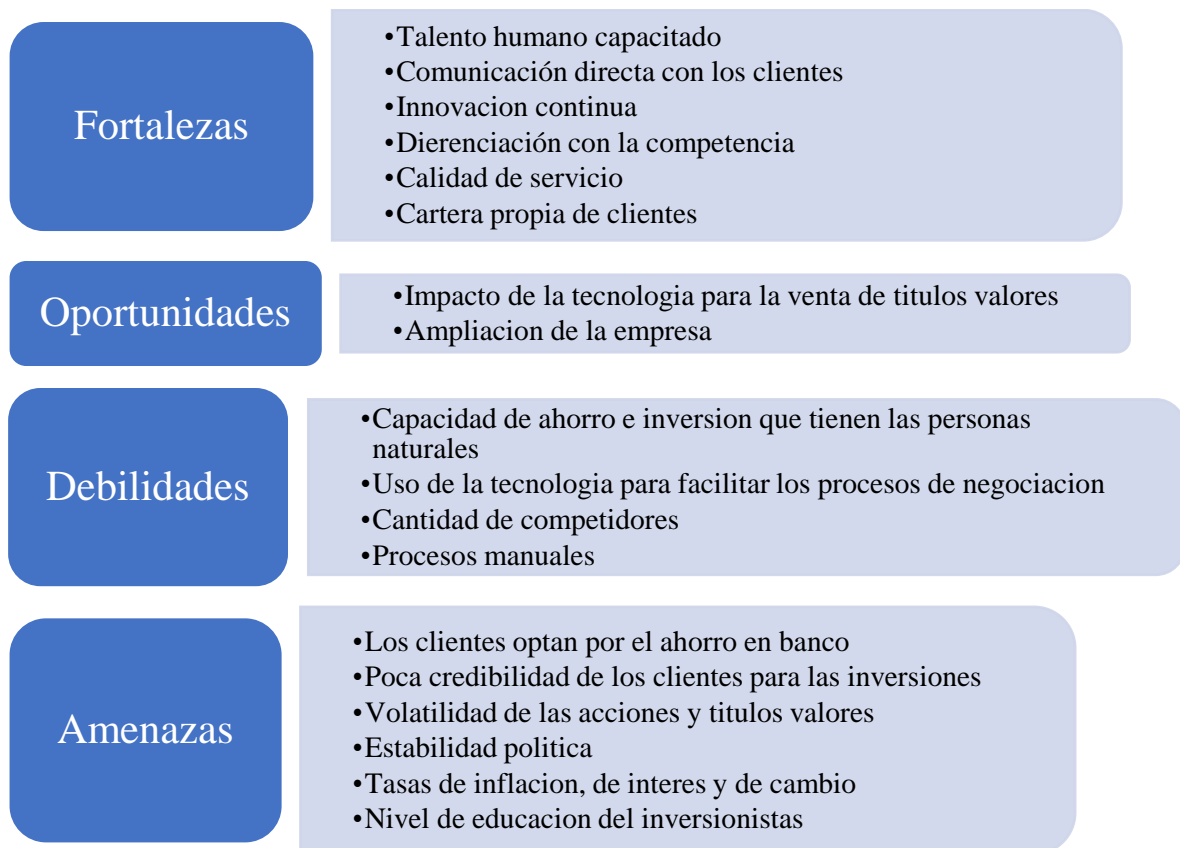 Fortalezas
•Talento humano capacitado
•Comunicación directa con los clientes
•Innovacion continua
•Dierenciación con la competencia
•Calidad de servicio
•Cartera propia de clientes
Oportunidades
•Impacto de la tecnologia para la venta de titulos valores
•Ampliacion de la empresa
Debilidades
•Capacidad de ahorro e inversion que tienen las personas
naturales
•Uso de la tecnologia para facilitar los procesos de negociacion
•Cantidad de competidores
•Procesos manuales
Amenazas
•Los clientes optan por el ahorro en banco
•Poca credibilidad de los clientes para las inversiones
•Volatilidad de las acciones y titulos valores
•Estabilidad politica
•Tasas de inflacion, de interes y de cambio
•Nivel de educacion del inversionistas